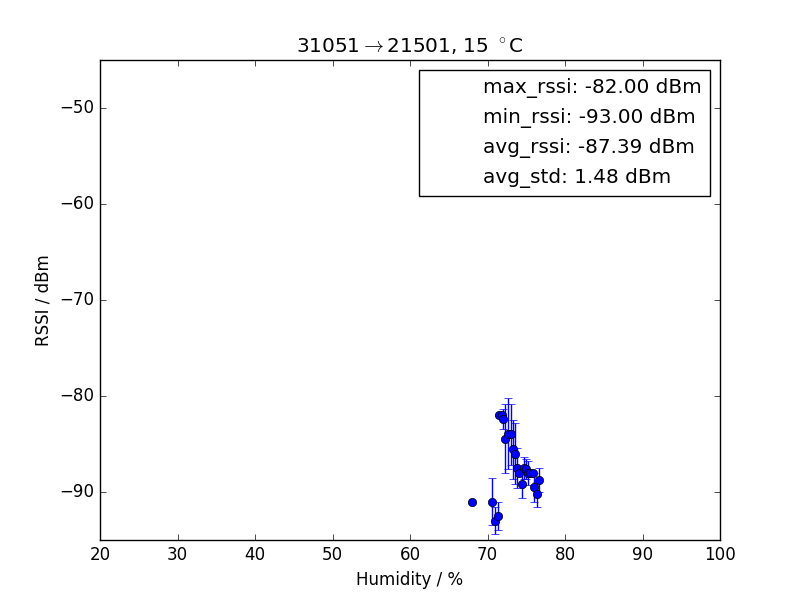 31051→21501, 15 °C
max_rssi: -82.00 dBm
min_rssi: -93.00 dBm
avg_rssi: -87.39 dBm
avg_std: 1.48 dBm
RSSI / dBm
−50
−60
−70
−80
−90
20 30 40 50 60 70 80 90 100
Humidity / %